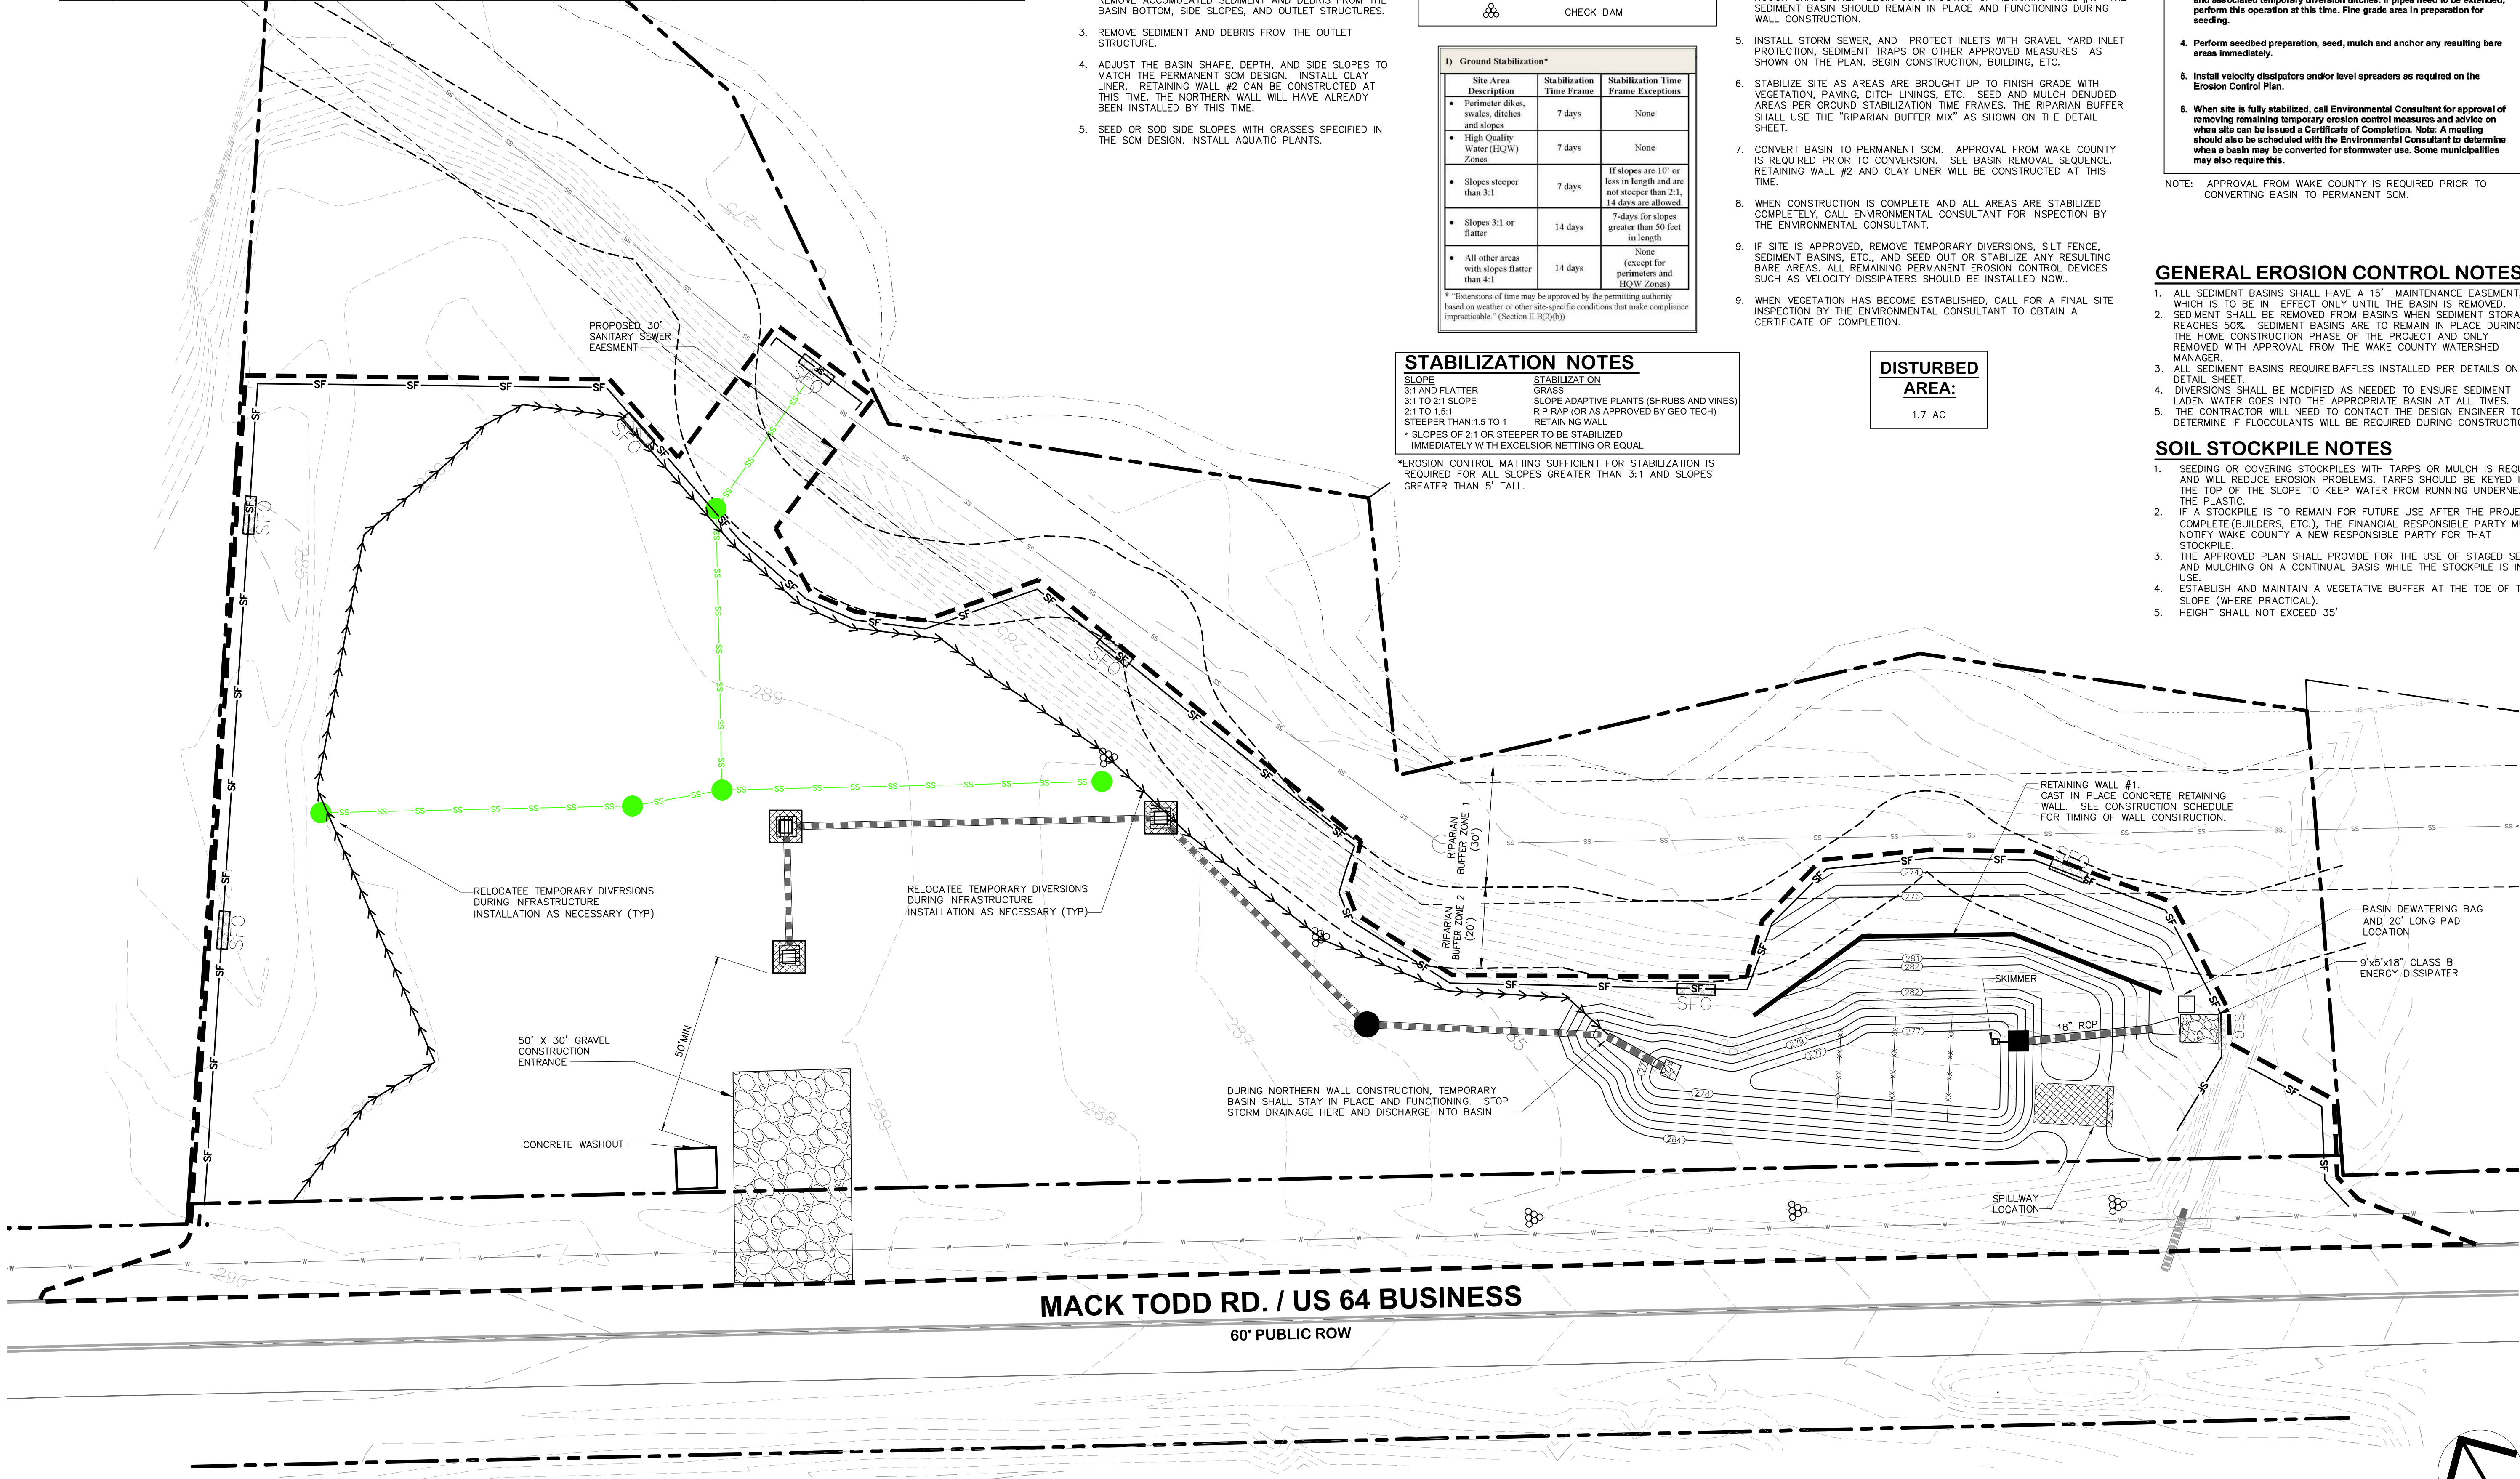 REMOVE ACCUMULATED SEDIMENT AND DEBRIS FROM THE
BASIN BOTTOM, SIDE SLOPES, AND OUTLET STRUCTURES.
3. REMOVE SEDIMENT AND DEBRIS FROM THE OUTLET
STRUCTURE.
4. ADJUST THE BASIN SHAPE, DEPTH, AND SIDE SLOPES TO
MATCH THE PERMANENT SCM DESIGN. INSTALL CLAY
LINER, RETAINING WALL #2 CAN BE CONSTRUCTED AT
THIS TIME. THE NORTHERN WALL WILL HAVE ALREADY
BEEN INSTALLED BY THIS TIME.
5. SEED OR SOD SIDE SLOPES WITH GRASSES SPECIFIED IN
THE SCM DESIGN. INSTALL AQUATIC PLANTS.
CHECK DAM
1) Ground Stabilization*
Site Area Description
Stabilization Time Frame
Stabilization Time Frame Exceptions
• Perimeter dikes, swales, ditches and slopes
7 days
None
• High Quality Water (HQW) Zones
7 days
None
• Slopes steeper than 3:1
7 days
If slopes are 10' or less in length and are not steeper than 2:1, 14 days are allowed.
• Slopes 3:1 or flatter
14 days
7-days for slopes greater than 50 feet in length
• All other areas with slopes flatter than 4:1
14 days
None (except for perimeters and HQW Zones)
* "Extensions of time may be approved by the permitting authority
based on weather or other site-specific conditions that make compliance
impracticable." (Section II.B(2)(b))
STABILIZATION NOTES
SLOPE STABILIZATION
3:1 AND FLATTER GRASS
3:1 TO 2:1 SLOPE SLOPE ADAPTIVE PLANTS (SHRUBS AND VINES)
2:1 TO 1.5:1 RIP-RAP (OR AS APPROVED BY GEO-TECH)
STEEPER THAN:1.5 TO 1 RETAINING WALL
* SLOPES OF 2:1 OR STEEPER TO BE STABILIZED
IMMEDIATELY WITH EXCELSIOR NETTING OR EQUAL
*EROSION CONTROL MATTING SUFFICIENT FOR STABILIZATION IS
REQUIRED FOR ALL SLOPES GREATER THAN 3:1 AND SLOPES
GREATER THAN 5' TALL.
SEDIMENT BASIN SHOULD REMAIN IN PLACE AND FUNCTIONING DURING
WALL CONSTRUCTION.
5. INSTALL STORM SEWER, AND PROTECT INLETS WITH GRAVEL YARD INLET
PROTECTION, SEDIMENT TRAPS OR OTHER APPROVED MEASURES AS
SHOWN ON THE PLAN. BEGIN CONSTRUCTION, BUILDING, ETC.
6. STABILIZE SITE AS AREAS ARE BROUGHT UP TO FINISH GRADE WITH
VEGETATION, PAVING, DITCH LININGS, ETC. SEED AND MULCH DENUDED
AREAS PER GROUND STABILIZATION TIME FRAMES. THE RIPARIAN BUFFER
SHALL USE THE "RIPARIAN BUFFER MIX" AS SHOWN ON THE DETAIL
SHEET.
7. CONVERT BASIN TO PERMANENT SCM. APPROVAL FROM WAKE COUNTY
IS REQUIRED PRIOR TO CONVERSION. SEE BASIN REMOVAL SEQUENCE.
RETAINING WALL #2 AND CLAY LINER WILL BE CONSTRUCTED AT THIS
TIME.
8. WHEN CONSTRUCTION IS COMPLETE AND ALL AREAS ARE STABILIZED
COMPLETELY, CALL ENVIRONMENTAL CONSULTANT FOR INSPECTION BY
THE ENVIRONMENTAL CONSULTANT.
9. IF SITE IS APPROVED, REMOVE TEMPORARY DIVERSIONS, SILT FENCE,
SEDIMENT BASINS, ETC., AND SEED OUT OR STABILIZE ANY RESULTING
BARE AREAS. ALL REMAINING PERMANENT EROSION CONTROL DEVICES
SUCH AS VELOCITY DISSIPATERS SHOULD BE INSTALLED NOW..
9. WHEN VEGETATION HAS BECOME ESTABLISHED, CALL FOR A FINAL SITE
INSPECTION BY THE ENVIRONMENTAL CONSULTANT TO OBTAIN A
CERTIFICATE OF COMPLETION.
DISTURBED
AREA:
1.7 AC
and associated temporary diversion ditches. If pipes need to be extended,
perform this operation at this time. Fine grade area in preparation for
seeding.
4. Perform seedbed preparation, seed, mulch and anchor any resulting bare
areas immediately.
5. Install velocity dissipators and/or level spreaders as required on the
Erosion Control Plan.
6. When site is fully stabilized, call Environmental Consultant for approval of
removing remaining temporary erosion control measures and advice on
when site can be issued a Certificate of Completion. Note: A meeting
should also be scheduled with the Environmental Consultant to determine
when a basin may be converted for stormwater use. Some municipalities
may also require this.
NOTE: APPROVAL FROM WAKE COUNTY IS REQUIRED PRIOR TO
CONVERTING BASIN TO PERMANENT SCM.
GENERAL EROSION CONTROL NOTES
1. ALL SEDIMENT BASINS SHALL HAVE A 15' MAINTENANCE EASEMENT,
WHICH IS TO BE IN EFFECT ONLY UNTIL THE BASIN IS REMOVED.
2. SEDIMENT SHALL BE REMOVED FROM BASINS WHEN SEDIMENT STORA
REACHES 50%. SEDIMENT BASINS ARE TO REMAIN IN PLACE DURING
THE HOME CONSTRUCTION PHASE OF THE PROJECT AND ONLY
REMOVED WITH APPROVAL FROM THE WAKE COUNTY WATERSHED
MANAGER.
3. ALL SEDIMENT BASINS REQUIRE BAFFLES INSTALLED PER DETAILS ON
DETAIL SHEET.
4. DIVERSIONS SHALL BE MODIFIED AS NEEDED TO ENSURE SEDIMENT
LADEN WATER GOES INTO THE APPROPRIATE BASIN AT ALL TIMES.
5. THE CONTRACTOR WILL NEED TO CONTACT THE DESIGN ENGINEER TO
DETERMINE IF FLOCCULANTS WILL BE REQUIRED DURING CONSTRUCTIO
SOIL STOCKPILE NOTES
1. SEEDING OR COVERING STOCKPILES WITH TARPS OR MULCH IS REQU
AND WILL REDUCE EROSION PROBLEMS. TARPS SHOULD BE KEYED I
THE TOP OF THE SLOPE TO KEEP WATER FROM RUNNING UNDERNEA
THE PLASTIC.
2. IF A STOCKPILE IS TO REMAIN FOR FUTURE USE AFTER THE PROJE
COMPLETE (BUILDERS, ETC.), THE FINANCIAL RESPONSIBLE PARTY M
NOTIFY WAKE COUNTY A NEW RESPONSIBLE PARTY FOR THAT
STOCKPILE.
3. THE APPROVED PLAN SHALL PROVIDE FOR THE USE OF STAGED SE
AND MULCHING ON A CONTINUAL BASIS WHILE THE STOCKPILE IS IN
USE.
4. ESTABLISH AND MAINTAIN A VEGETATIVE BUFFER AT THE TOE OF T
SLOPE (WHERE PRACTICAL).
5. HEIGHT SHALL NOT EXCEED 35'
PROPOSED 30'
SANITARY SEWER
EAESMENT
RELOCATEE TEMPORARY DIVERSIONS
DURING INFRASTRUCTURE
INSTALLATION AS NECESSARY (TYP)
RELOCATEE TEMPORARY DIVERSIONS
DURING INFRASTRUCTURE
INSTALLATION AS NECESSARY (TYP)
RIPARIAN
BUFFER ZONE 1
(30')
RIPARIAN
BUFFER ZONE 2
(20')
RETAINING WALL #1.
CAST IN PLACE CONCRETE RETAINING
WALL. SEE CONSTRUCTION SCHEDULE
FOR TIMING OF WALL CONSTRUCTION.
BASIN DEWATERING BAG
AND 20' LONG PAD
LOCATION
9'x5'x18" CLASS B
ENERGY DISSIPATER
SKIMMER
18" RCP
50'MIN
50' X 30' GRAVEL
CONSTRUCTION
ENTRANCE
CONCRETE WASHOUT
DURING NORTHERN WALL CONSTRUCTION, TEMPORARY
BASIN SHALL STAY IN PLACE AND FUNCTIONING. STOP
STORM DRAINAGE HERE AND DISCHARGE INTO BASIN
SPILLWAY
LOCATION
274
276
281
282
282
277
279
277
278
284
275
285
285
289
287
285
289
288
290
SF
SFO
SS
W
MACK TODD RD. / US 64 BUSINESS
60' PUBLIC ROW